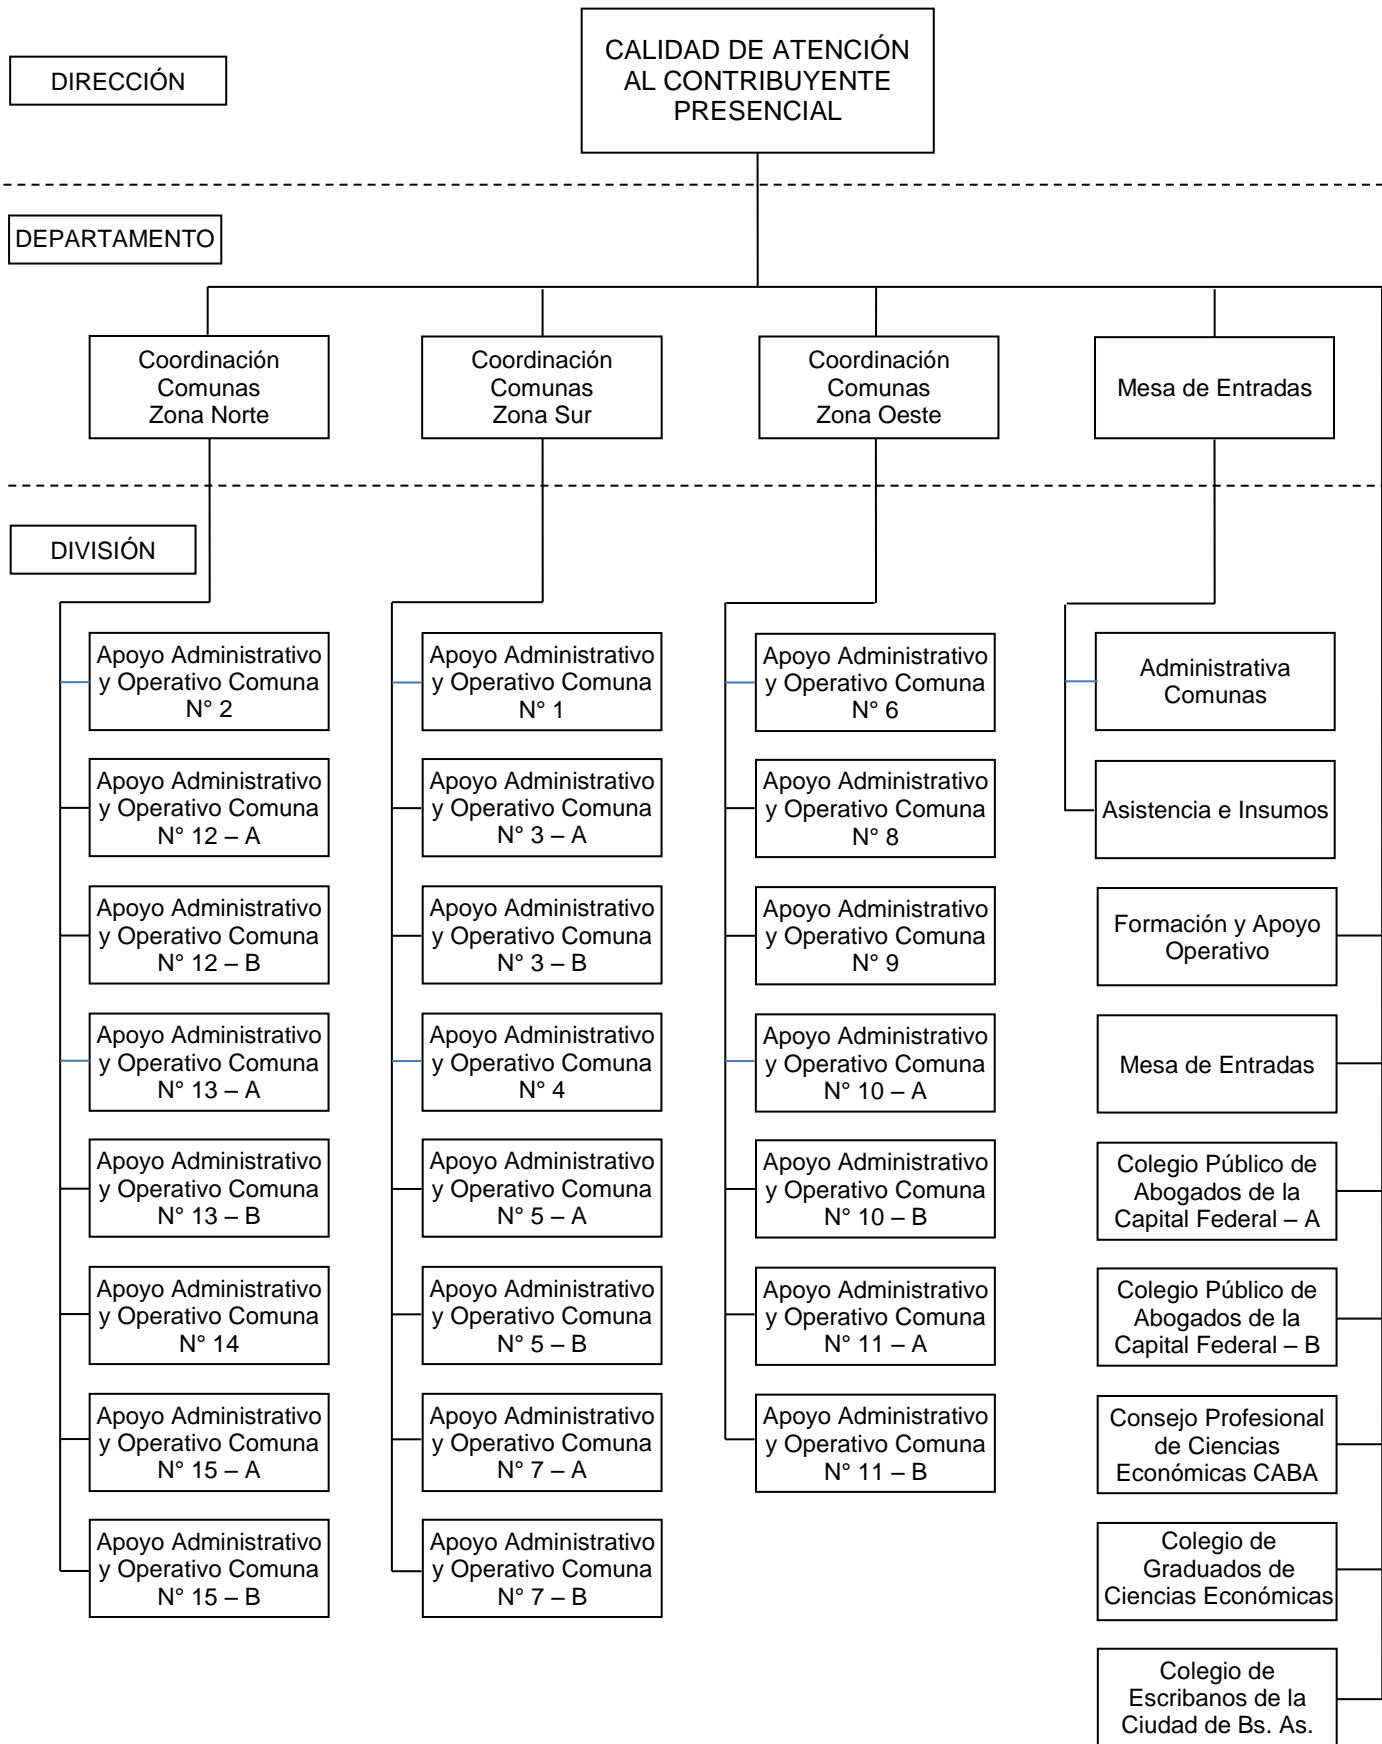 CALIDAD DE ATENCIÓN
AL CONTRIBUYENTE
PRESENCIAL
DIRECCIÓN
DEPARTAMENTO
Coordinación
Comunas
Zona Norte
Coordinación
Comunas
Zona Sur
Coordinación
Comunas
Zona Oeste
Mesa de Entradas
DIVISIÓN
Apoyo Administrativo
y Operativo Comuna
N° 2
Apoyo Administrativo
y Operativo Comuna
N° 12 – A
Apoyo Administrativo
y Operativo Comuna
N° 12 – B
Apoyo Administrativo
y Operativo Comuna
N° 13 – A
Apoyo Administrativo
y Operativo Comuna
N° 13 – B
Apoyo Administrativo
y Operativo Comuna
N° 14
Apoyo Administrativo
y Operativo Comuna
N° 15 – A
Apoyo Administrativo
y Operativo Comuna
N° 15 – B
Apoyo Administrativo
y Operativo Comuna
N° 1
Apoyo Administrativo
y Operativo Comuna
N° 3 – A
Apoyo Administrativo
y Operativo Comuna
N° 3 – B
Apoyo Administrativo
y Operativo Comuna
N° 4
Apoyo Administrativo
y Operativo Comuna
N° 5 – A
Apoyo Administrativo
y Operativo Comuna
N° 5 – B
Apoyo Administrativo
y Operativo Comuna
N° 7 – A
Apoyo Administrativo
y Operativo Comuna
N° 7 – B
Apoyo Administrativo
y Operativo Comuna
N° 6
Apoyo Administrativo
y Operativo Comuna
N° 8
Apoyo Administrativo
y Operativo Comuna
N° 9
Apoyo Administrativo
y Operativo Comuna
N° 10 – A
Apoyo Administrativo
y Operativo Comuna
N° 10 – B
Apoyo Administrativo
y Operativo Comuna
N° 11 – A
Apoyo Administrativo
y Operativo Comuna
N° 11 – B
Administrativa
Comunas
Asistencia e Insumos
Formación y Apoyo
Operativo
Mesa de Entradas
Colegio Público de
Abogados de la
Capital Federal – A
Colegio Público de
Abogados de la
Capital Federal – B
Consejo Profesional
de Ciencias
Económicas CABA
Colegio de
Graduados de
Ciencias Económicas
Colegio de
Escribanos de la
Ciudad de Bs. As.